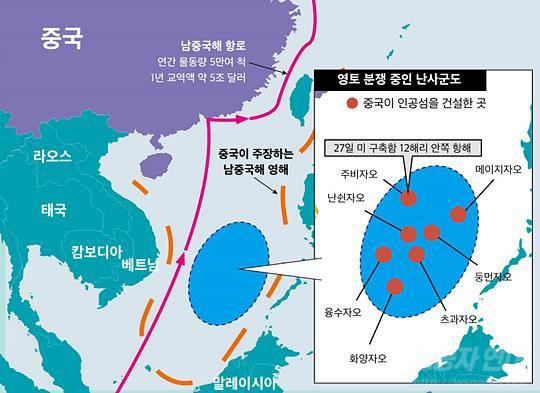 중국
남중국해 항로
연간 물동량 5만여 척
1년 교역액 약 5조 달러
중국이 주장하는
남중국해 영해
라오스
태국
캄보디아
베트남
말레이시아
영토 분쟁 중인 난사군도
중국이 인공섬을 건설한 곳
27일 미 구축함 12해리 안쪽 항해
주비자오
메이지자오
난쉰자오
둥먼자오
융수자오
츠과자오
화양자오